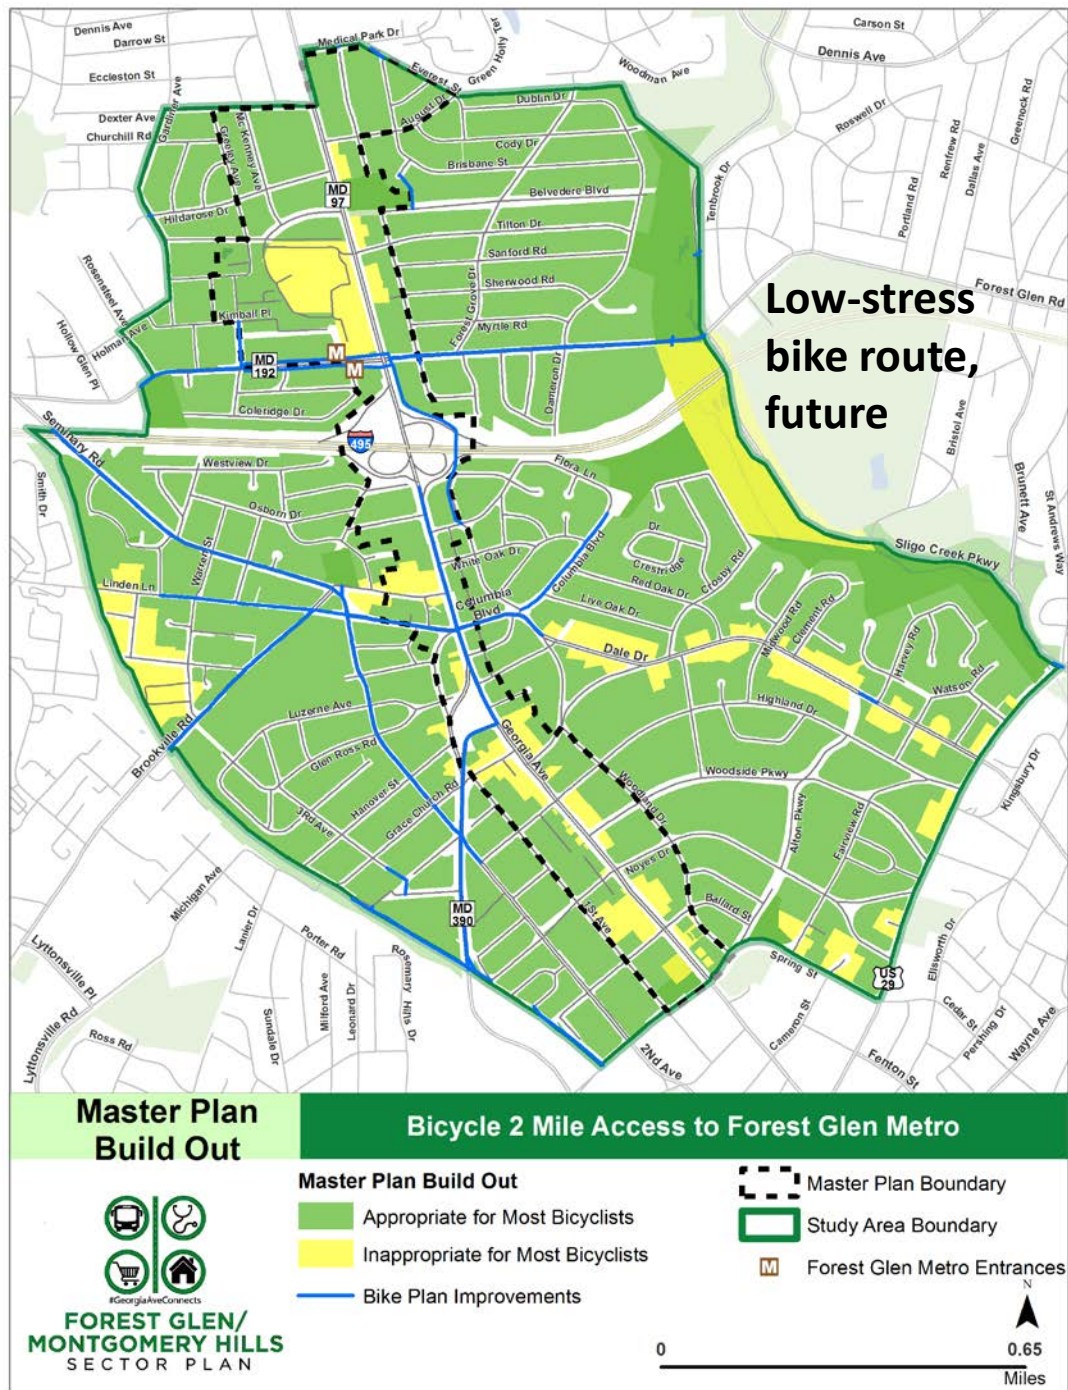 Dennis Ave
Darrow St
Eccleston St
Medical Park Dr
Green Holly Ter
Woodman Ave
Carson St
Dennis Ave
Gardiner Ave
Dexter Ave
Churchill Rd
Greeley Ave
Mc Kenney Ave
Everest St
August Dr
Dublin Dr
Cody Dr
Brisbane St
Belvedere Blvd
Roswell Dr
Renfrew Rd
Dallas Ave
Greenock Rd
Portland Rd
Tenbrook Dr
MD
97
Hildarose Dr
Tilton Dr
Sanford Rd
Sherwood Rd
Forest Grove Dr
Myrtle Rd
Dameron Dr
Forest Glen Rd
Low-stress
bike route,
future
Rosensteel Ave
Hollow Glen Pl
Holman Ave
Kimball Pl
M
M
MD
192
Coleridge Dr
495
Seminary Rd
Smith Dr
Westview Dr
Osborn Dr
Warren St
Linden Ln
Flora Ln
White Oak Dr
Columbia Blvd
Columbia
Blvd
Crestridge
Dr
Red Oak Dr
Crosby Rd
Live Oak Dr
Dale Dr
Midwood Rd
Clement Rd
Harvey Rd
Watson Rd
Sligo Creek Pkwy
Bristol Ave
Brunett Ave
St Andrews Way
Highland Dr
Woodside Pkwy
Kingsbury Dr
Brookville Rd
Luzerne Ave
Glen Ross Rd
Hanover St
3Rd Ave
Grace Church Rd
Georgia Ave
Woodland Dr
Noyes Dr
Alton Pkwy
Fairview Rd
Ballard St
1St Ave
MD
390
Michigan Ave
Lanier Dr
Porter Rd
Rosemary Hills Dr
Milford Ave
Leonard Dr
Sundale Dr
Lyttonsville Pl
Lyttonsville Rd
Ross Rd
2Nd Ave
Spring St
US
29
Ellsworth Dr
Cameron St
Cedar St
Pershing Dr
Wayne Ave
Fenton St
Master Plan
Build Out
Bicycle 2 Mile Access to Forest Glen Metro
Master Plan Build Out
Appropriate for Most Bicyclists
Inappropriate for Most Bicyclists
Bike Plan Improvements
Master Plan Boundary
Study Area Boundary
M
Forest Glen Metro Entrances
#GeorgiaAveConnects
FOREST GLEN/
MONTGOMERY HILLS
SECTOR PLAN
N
0
0.65
Miles